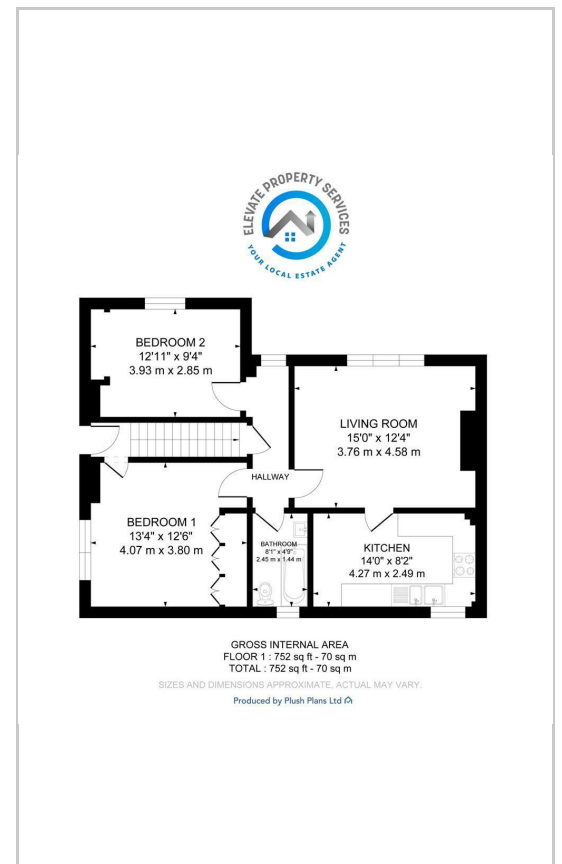 ELEVATE PROPERTY SERVICES
YOUR LOCAL ESTATE AGENT
BEDROOM 2
12'11" x 9'4"
3.93 m x 2.85 m
LIVING ROOM
15'0" x 12'4"
3.76 m x 4.58 m
HALLWAY
BEDROOM 1
13'4" x 12'6"
4.07 m x 3.80 m
BATHROOM
8'1" x 4'9"
2.45 m x 1.44 m
KITCHEN
14'0" x 8'2"
4.27 m x 2.49 m
GROSS INTERNAL AREA
FLOOR 1 : 752 sq ft - 70 sq m
TOTAL : 752 sq ft - 70 sq m
SIZES AND DIMENSIONS APPROXIMATE, ACTUAL MAY VARY.
Produced by Plush Plans Ltd